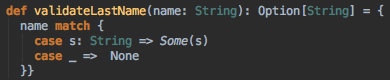 def validateLastName(name: String): Option[String] = {
  name match {
    case s: String => Some(s)
    case _ =>  None
  }}